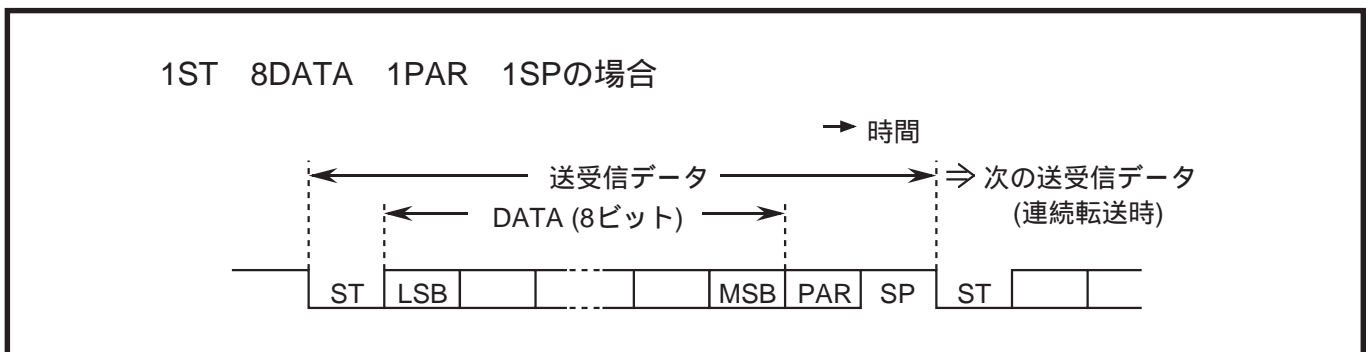 1ST 8DATA 1PAR 1SPの場合
時間
送受信データ
次の送受信データ
(連続転送時)
DATA (8ビット)
ST LSB MSB PAR SP ST